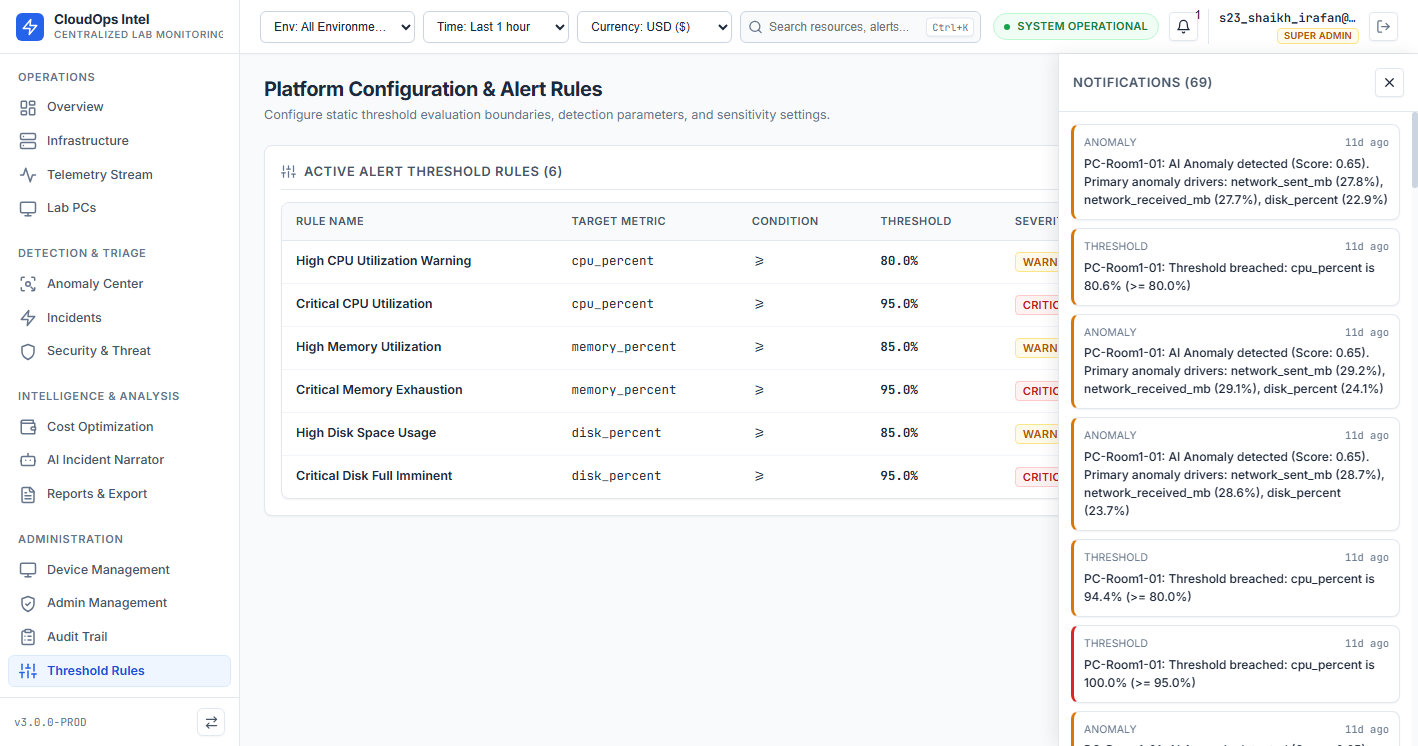 CloudOps Intel
CENTRALIZED LAB MONITORING
Env: All Environme...
Time: Last 1 hour
Currency: USD ($)
Search resources, alerts...
Ctrl+K
SYSTEM OPERATIONAL
1
s23_shaikh_irafan@...
SUPER ADMIN
OPERATIONS
Overview
Infrastructure
Telemetry Stream
Lab PCs
DETECTION & TRIAGE
Anomaly Center
Incidents
Security & Threat
INTELLIGENCE & ANALYSIS
Cost Optimization
AI Incident Narrator
Reports & Export
ADMINISTRATION
Device Management
Admin Management
Audit Trail
Threshold Rules
v3.0.0-PROD
Platform Configuration & Alert Rules
Configure static threshold evaluation boundaries, detection parameters, and sensitivity settings.
ACTIVE ALERT THRESHOLD RULES (6)
RULE NAME TARGET METRIC CONDITION THRESHOLD SEVERI
High CPU Utilization Warning cpu_percent ⩾ 80.0% WARN
Critical CPU Utilization cpu_percent ⩾ 95.0% CRITIC
High Memory Utilization memory_percent ⩾ 85.0% WARN
Critical Memory Exhaustion memory_percent ⩾ 95.0% CRITIC
High Disk Space Usage disk_percent ⩾ 85.0% WARN
Critical Disk Full Imminent disk_percent ⩾ 95.0% CRITIC
NOTIFICATIONS (69)
ANOMALY 11d ago
PC-Room1-01: AI Anomaly detected (Score: 0.65).
Primary anomaly drivers: network_sent_mb (27.8%),
network_received_mb (27.7%), disk_percent (22.9%)
THRESHOLD 11d ago
PC-Room1-01: Threshold breached: cpu_percent is
80.6% (>= 80.0%)
ANOMALY 11d ago
PC-Room1-01: AI Anomaly detected (Score: 0.65).
Primary anomaly drivers: network_sent_mb (29.2%),
network_received_mb (29.1%), disk_percent (24.1%)
ANOMALY 11d ago
PC-Room1-01: AI Anomaly detected (Score: 0.65).
Primary anomaly drivers: network_sent_mb (28.7%),
network_received_mb (28.6%), disk_percent
(23.7%)
THRESHOLD 11d ago
PC-Room1-01: Threshold breached: cpu_percent is
94.4% (>= 80.0%)
THRESHOLD 11d ago
PC-Room1-01: Threshold breached: cpu_percent is
100.0% (>= 95.0%)
ANOMALY 11d ago